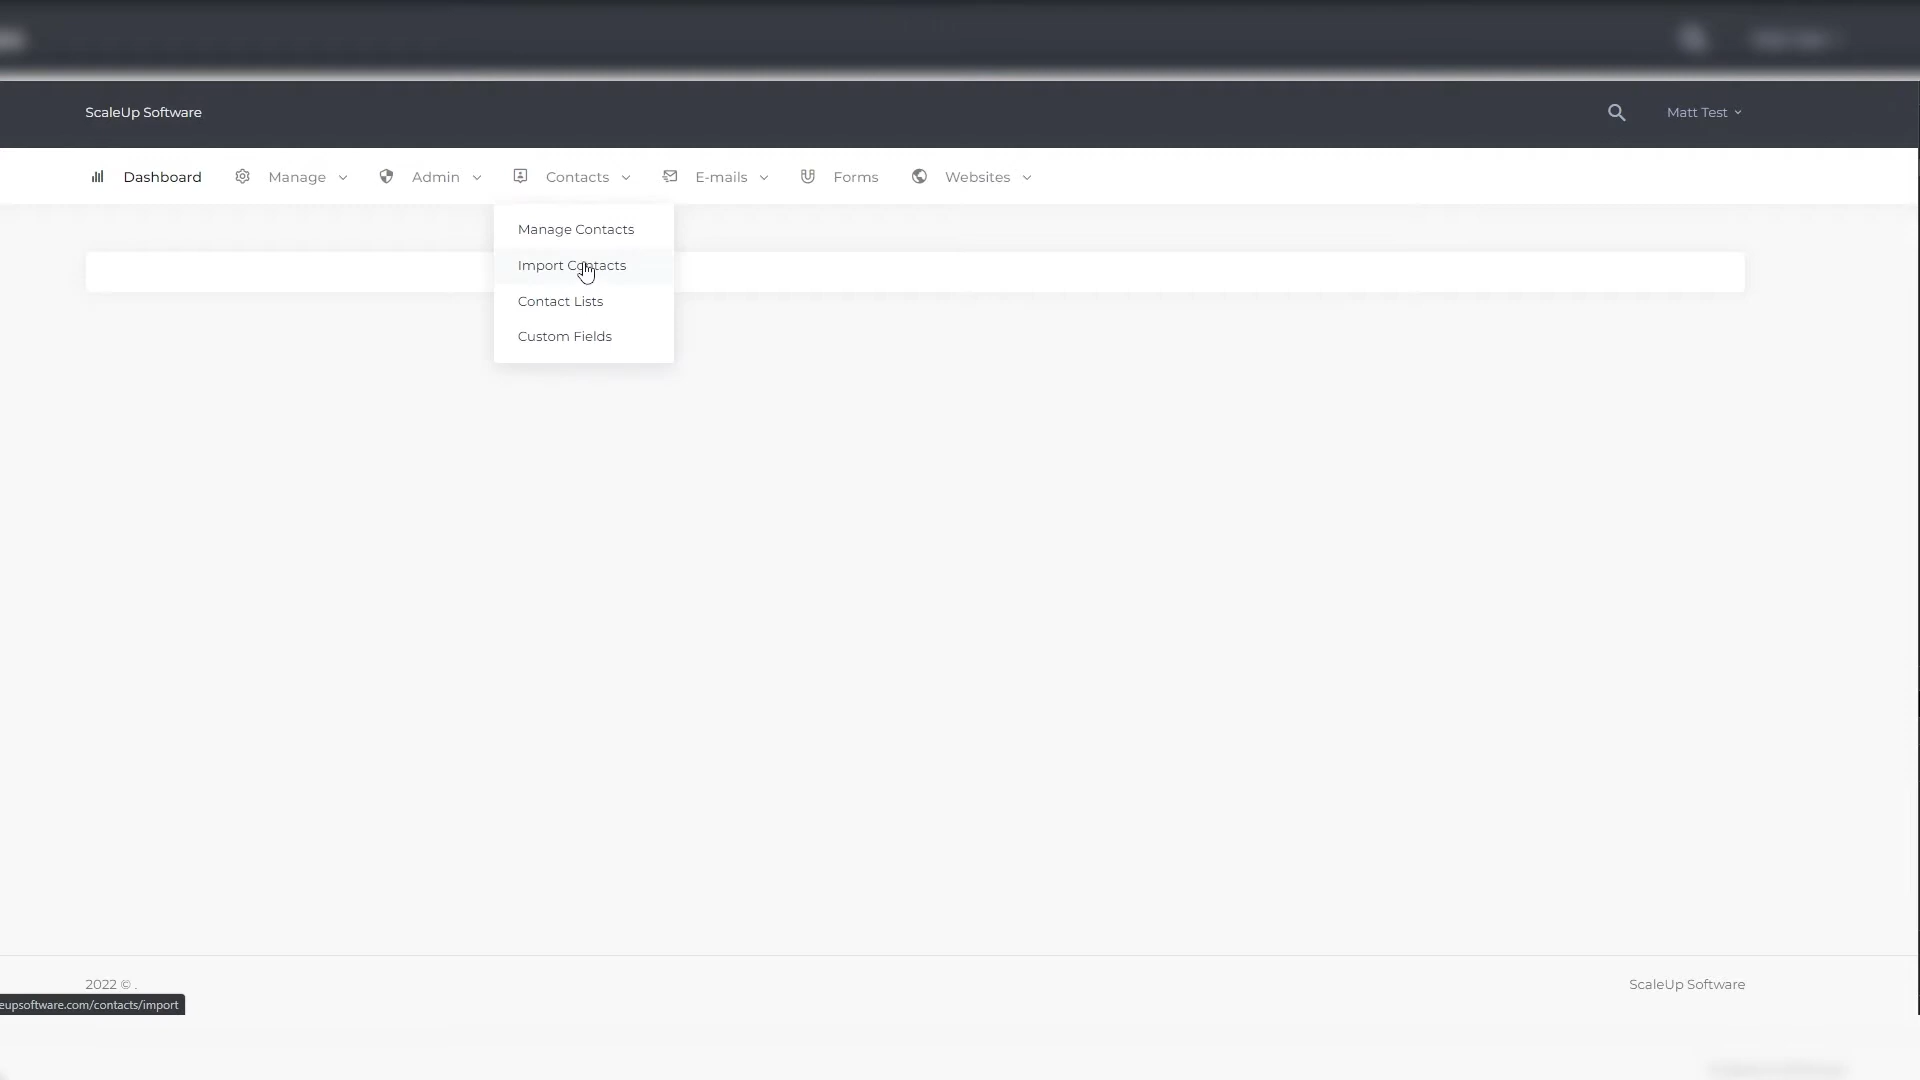 ScaleUp Software
Matt Test
Dashboard Manage Admin Contacts E-mails Forms Websites
Manage Contacts
Import Contacts
Contact Lists
Custom Fields
2022 © .
ScaleUp Software
eupsoftware.com/contacts/import